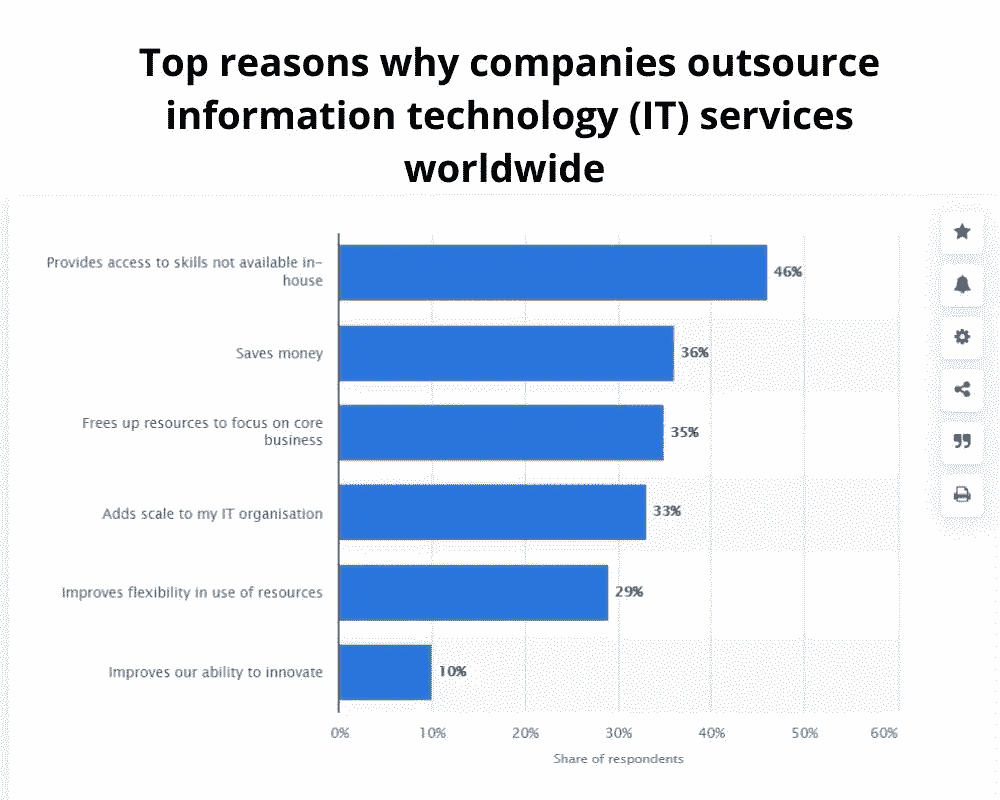 Top reasons why companies outsource
information technology (IT) services
worldwide
Provides access to skills not available in-
house
46%
Saves money
36%
Frees up resources to focus on core
business
35%
Adds scale to my IT organisation
33%
Improves flexibility in use of resources
29%
Improves our ability to innovate
10%
0% 10% 20% 30% 40% 50% 60%
Share of respondents